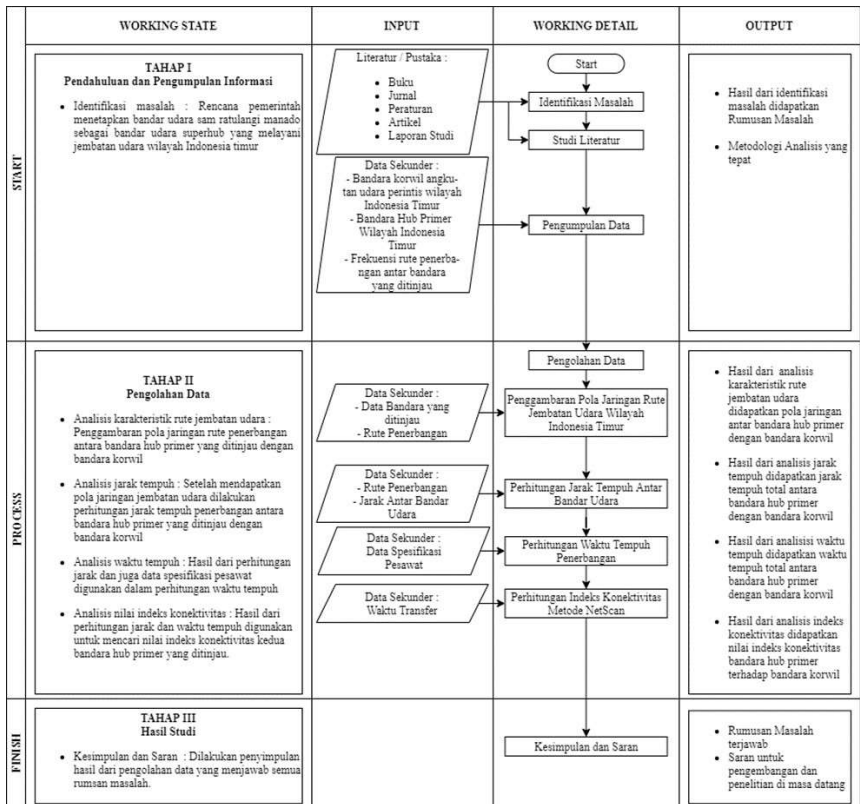 WORKING STATE
INPUT
WORKING DETAIL
OUTPUT
START
TAHAP I
Pendahuluan dan Pengumpulan Informasi
• Identifikasi masalah : Rencana pemerintah
menetapkan bandar udara sam ratulangi manado
sebagai bandar udara superhub yang melayani
jembatan udara wilayah Indonesia timur
Literatur / Pustaka :
• Buku
• Jurnal
• Peraturan
• Artikel
• Laporan Studi
Data Sekunder :
- Bandara korwil angku-
tan udara perintis wilayah
Indonesia Timur
- Bandara Hub Primer
Wilayah Indonesia
Timur
- Frekuensi rute penerba-
ngan antar bandara
yang ditinjau
Start
Identifikasi Masalah
Studi Literatur
Pengumpulan Data
• Hasil dari identifikasi
masalah didapatkan
Rumusan Masalah
• Metodologi Analisis yang
tepat
PROCESS
TAHAP II
Pengolahan Data
• Analisis karakteristik rute jembatan udara :
Penggambaran pola jaringan rute penerbangan
antara bandara hub primer yang ditinjau dengan
bandara korwil
• Analisis jarak tempuh : Setelah mendapatkan
pola jaringan jembatan udara dilakukan
perhitungan jarak tempuh penerbangan antara
bandara hub primer yang ditinjau dengan
bandara korwil
• Analisis waktu tempuh : Hasil dari perhitungan
jarak dan juga data spesifikasi pesawat
digunakan dalam perhitungan waktu tempuh
• Analisis nilai indeks konektivitas : Hasil dari
perhitungan jarak dan waktu tempuh digunakan
untuk mencari nilai indeks konektivitas kedua
bandara hub primer yang ditinjau.
Data Sekunder :
- Data Bandara yang
ditinjau
- Rute Penerbangan
Data Sekunder :
- Rute Penerbangan
- Jarak Antar Bandar
Udara
Data Sekunder :
Data Spesifikasi
Pesawat
Data Sekunder :
Waktu Transfer
Pengolahan Data
Penggambaran Pola Jaringan Rute
Jembatan Udara Wilayah
Indonesia Timur
Perhitungan Jarak Tempuh Antar
Bandar Udara
Perhitungan Waktu Tempuh
Penerbangan
Perhitungan Indeks Konektivitas
Metode NetScan
• Hasil dari analisis
karakteristik rute
jembatan udara
didapatkan pola jaringan
antar bandara hub primer
dengan bandara korwil
• Hasil dari analisis jarak
tempuh didapatkan jarak
tempuh total antara
bandara hub primer
dengan bandara korwil
• Hasil dari analisisi waktu
tempuh didapatkan waktu
tempuh total antara
bandara hub primer
dengan bandara korwil
• Hasil dari analisis indeks
konektivitas didapatkan
nilai indeks konektivitas
bandara hub primer
terhadap bandara korwil
FINISH
TAHAP III
Hasil Studi
• Kesimpulan dan Saran : Dilakukan penyimpulan
hasil dari pengolahan data yang menjawab semua
rumsan masalah.
Kesimpulan dan Saran
• Rumusan Masalah
terjawab
• Saran untuk
pengembangan dan
penelitian di masa datang